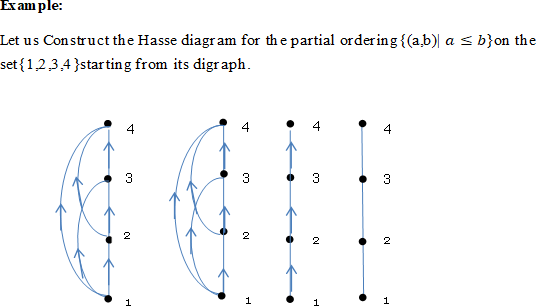 Example:
Let us Construct the Hasse diagram for the partial ordering {(a,b)| a ≤ b}on the
set{1,2,3,4}starting from its digraph.
4 4 4 4
3 3 3 3
2 2 2 2
1 1 1 1